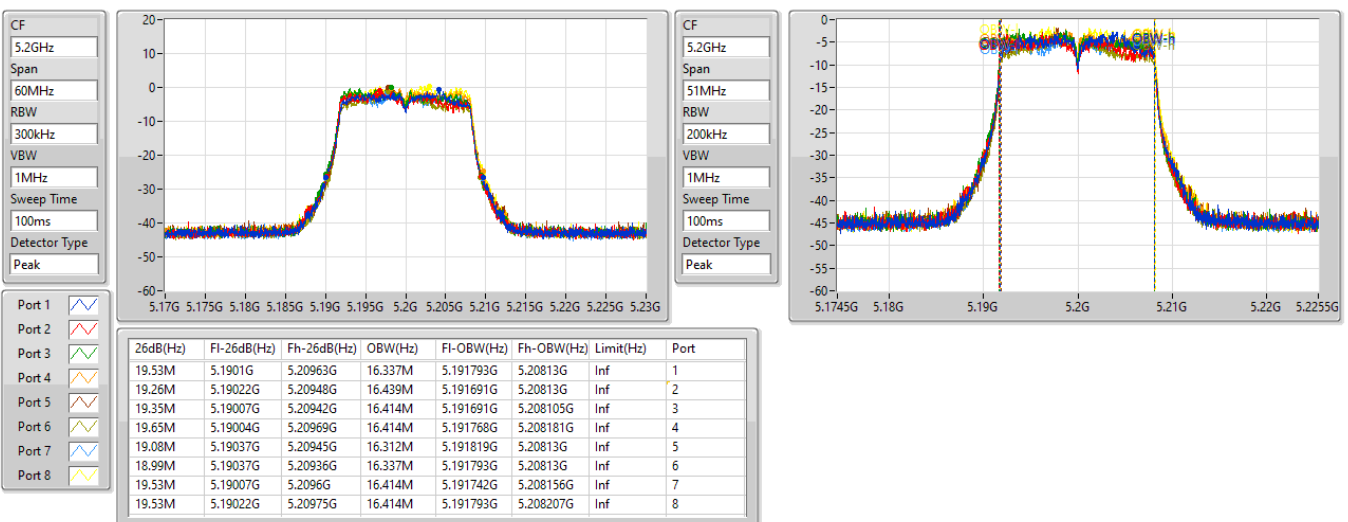 CF
5.2GHz
Span
60MHz
RBW
300kHz
VBW
1MHz
Sweep Time
100ms
Detector Type
Peak
20
10
0
-10
-20
-30
-40
-50
-60
5.17G 5.175G 5.18G 5.185G 5.19G 5.195G 5.2G 5.205G 5.21G 5.215G 5.22G 5.225G 5.23G
CF
5.2GHz
Span
51MHz
RBW
200kHz
VBW
1MHz
Sweep Time
100ms
Detector Type
Peak
0
-5
-10
-15
-20
-25
-30
-35
-40
-45
-50
-55
-60
OBW-h
5.1745G 5.18G 5.19G 5.2G 5.21G 5.22G 5.2255G
Port 1
Port 2
Port 3
Port 4
Port 5
Port 6
Port 7
Port 8
26dB(Hz) Fl-26dB(Hz) Fh-26dB(Hz) OBW(Hz) Fl-OBW(Hz) Fh-OBW(Hz) Limit(Hz) Port
19.53M 5.1901G 5.20963G 16.337M 5.191793G 5.20813G Inf 1
19.26M 5.19022G 5.20948G 16.439M 5.191691G 5.20813G Inf 2
19.35M 5.19007G 5.20942G 16.414M 5.191691G 5.208105G Inf 3
19.65M 5.19004G 5.20969G 16.414M 5.191768G 5.208181G Inf 4
19.08M 5.19037G 5.20945G 16.312M 5.191819G 5.20813G Inf 5
18.99M 5.19037G 5.20936G 16.337M 5.191793G 5.20813G Inf 6
19.53M 5.19007G 5.2096G 16.414M 5.191742G 5.208156G Inf 7
19.53M 5.19022G 5.20975G 16.414M 5.191793G 5.208207G Inf 8